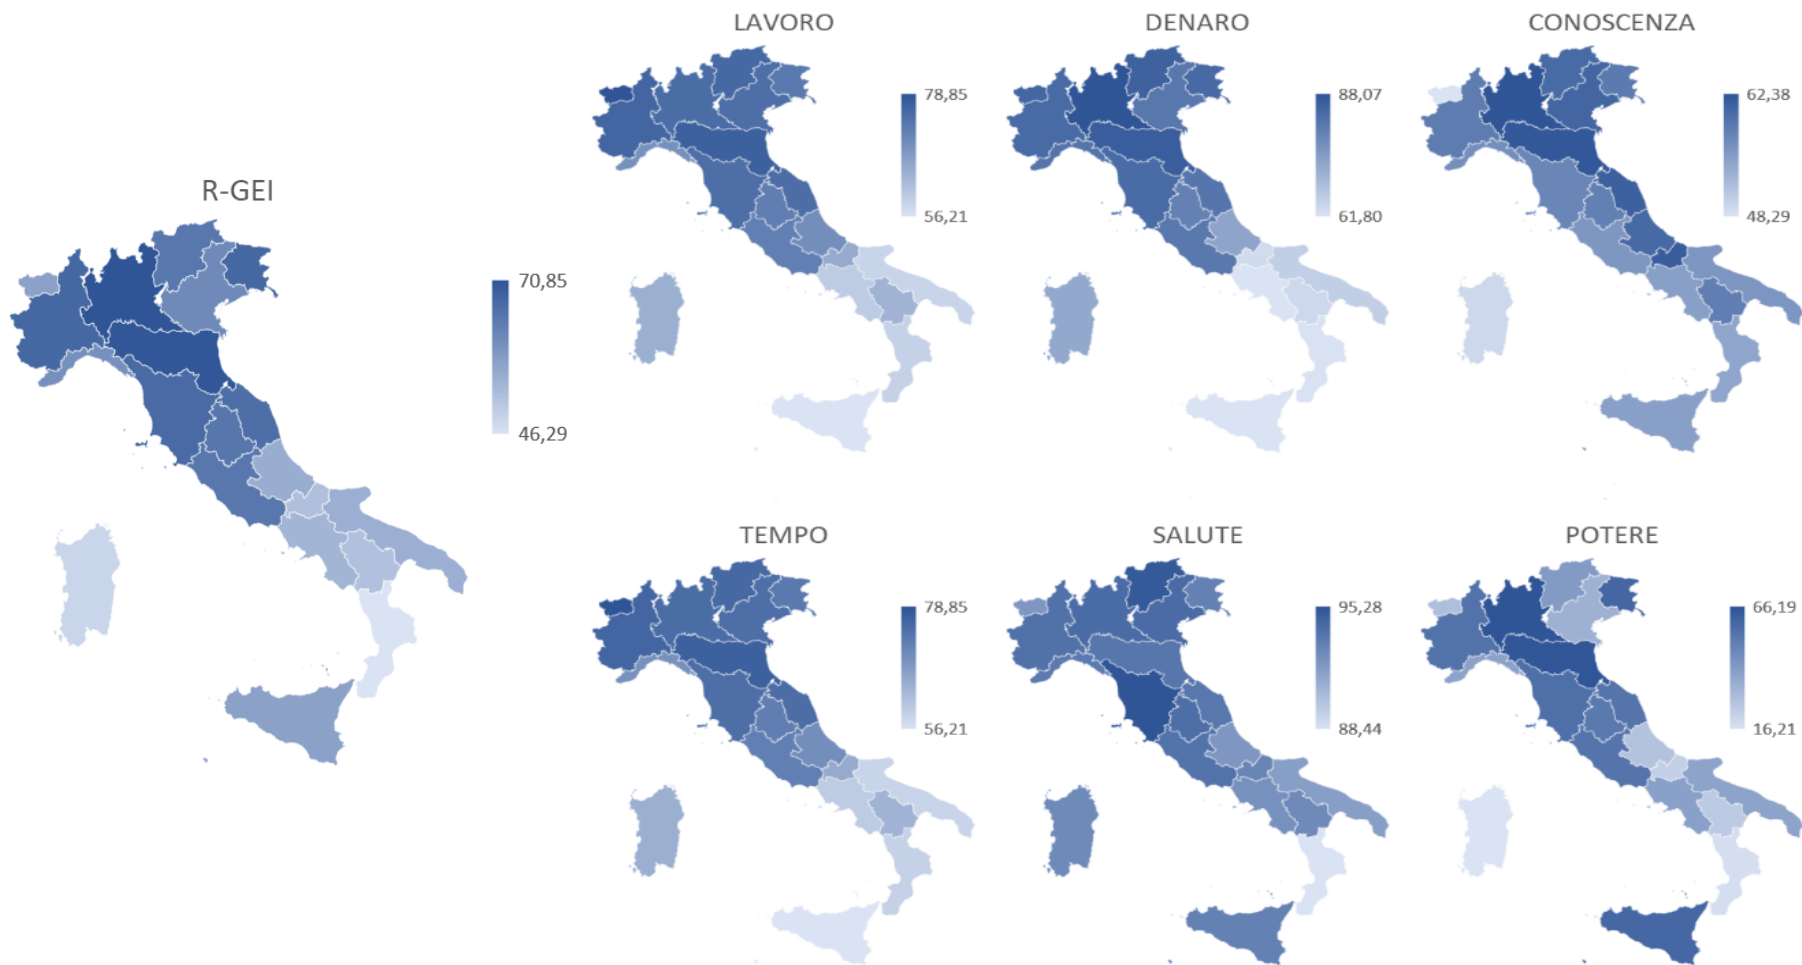 LAVORO
DENARO
CONOSCENZA
78,85
56,21
88,07
61,80
62,38
48,29
R-GEI
70,85
46,29
TEMPO
SALUTE
POTERE
78,85
56,21
95,28
88,44
66,19
16,21